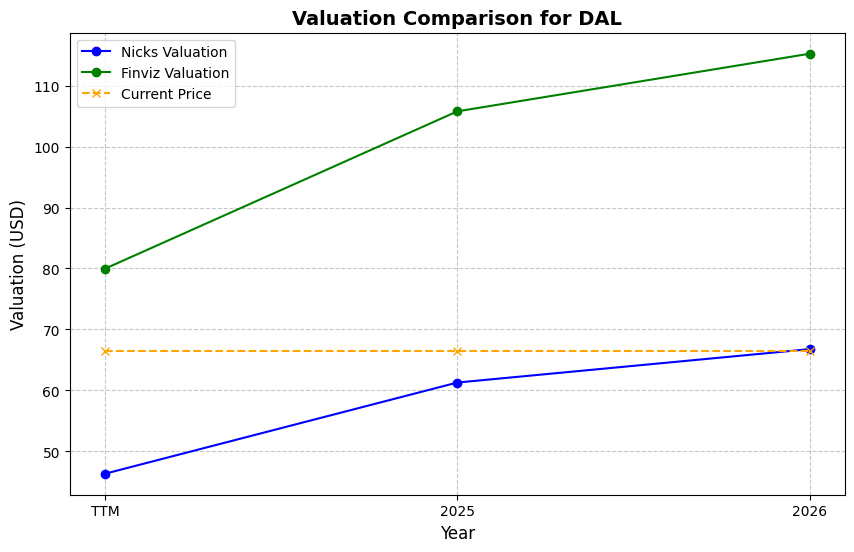 Valuation Comparison for DAL
Nicks Valuation
Finviz Valuation
Current Price
Valuation (USD)
110
100
90
80
70
60
50
TTM
2025
2026
Year